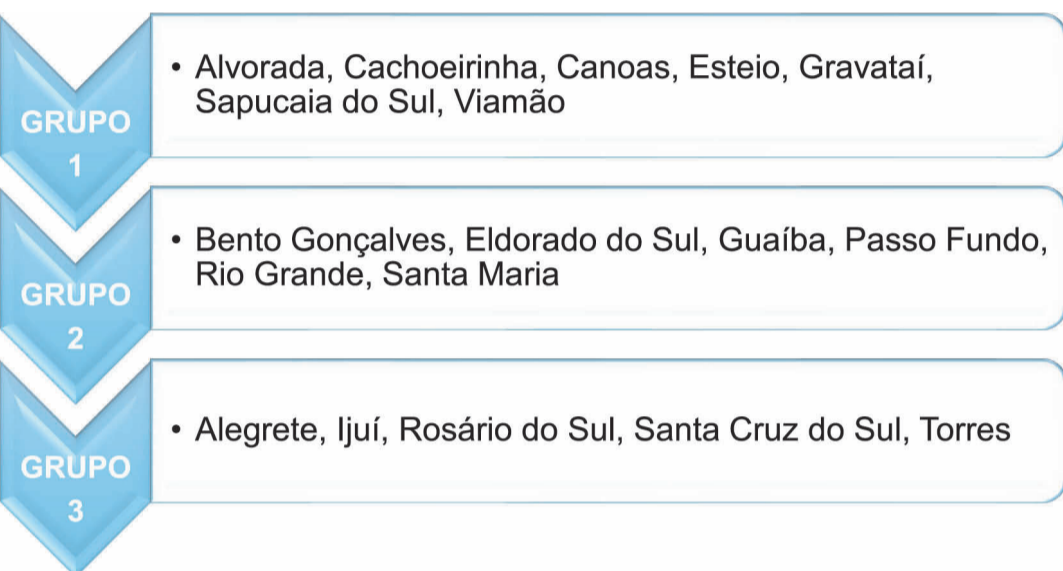 GRUPO
1
• Alvorada, Cachoeirinha, Canoas, Esteio, Gravataí,
Sapucaia do Sul, Viamão
GRUPO
2
• Bento Gonçalves, Eldorado do Sul, Guaíba, Passo Fundo,
Rio Grande, Santa Maria
GRUPO
3
• Alegrete, Ijuí, Rosário do Sul, Santa Cruz do Sul, Torres